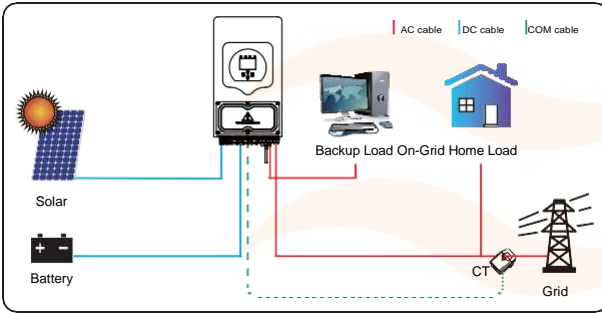 AC cable DC cable COM cable
Backup Load On-Grid Home Load
Solar
CT
Battery
Grid